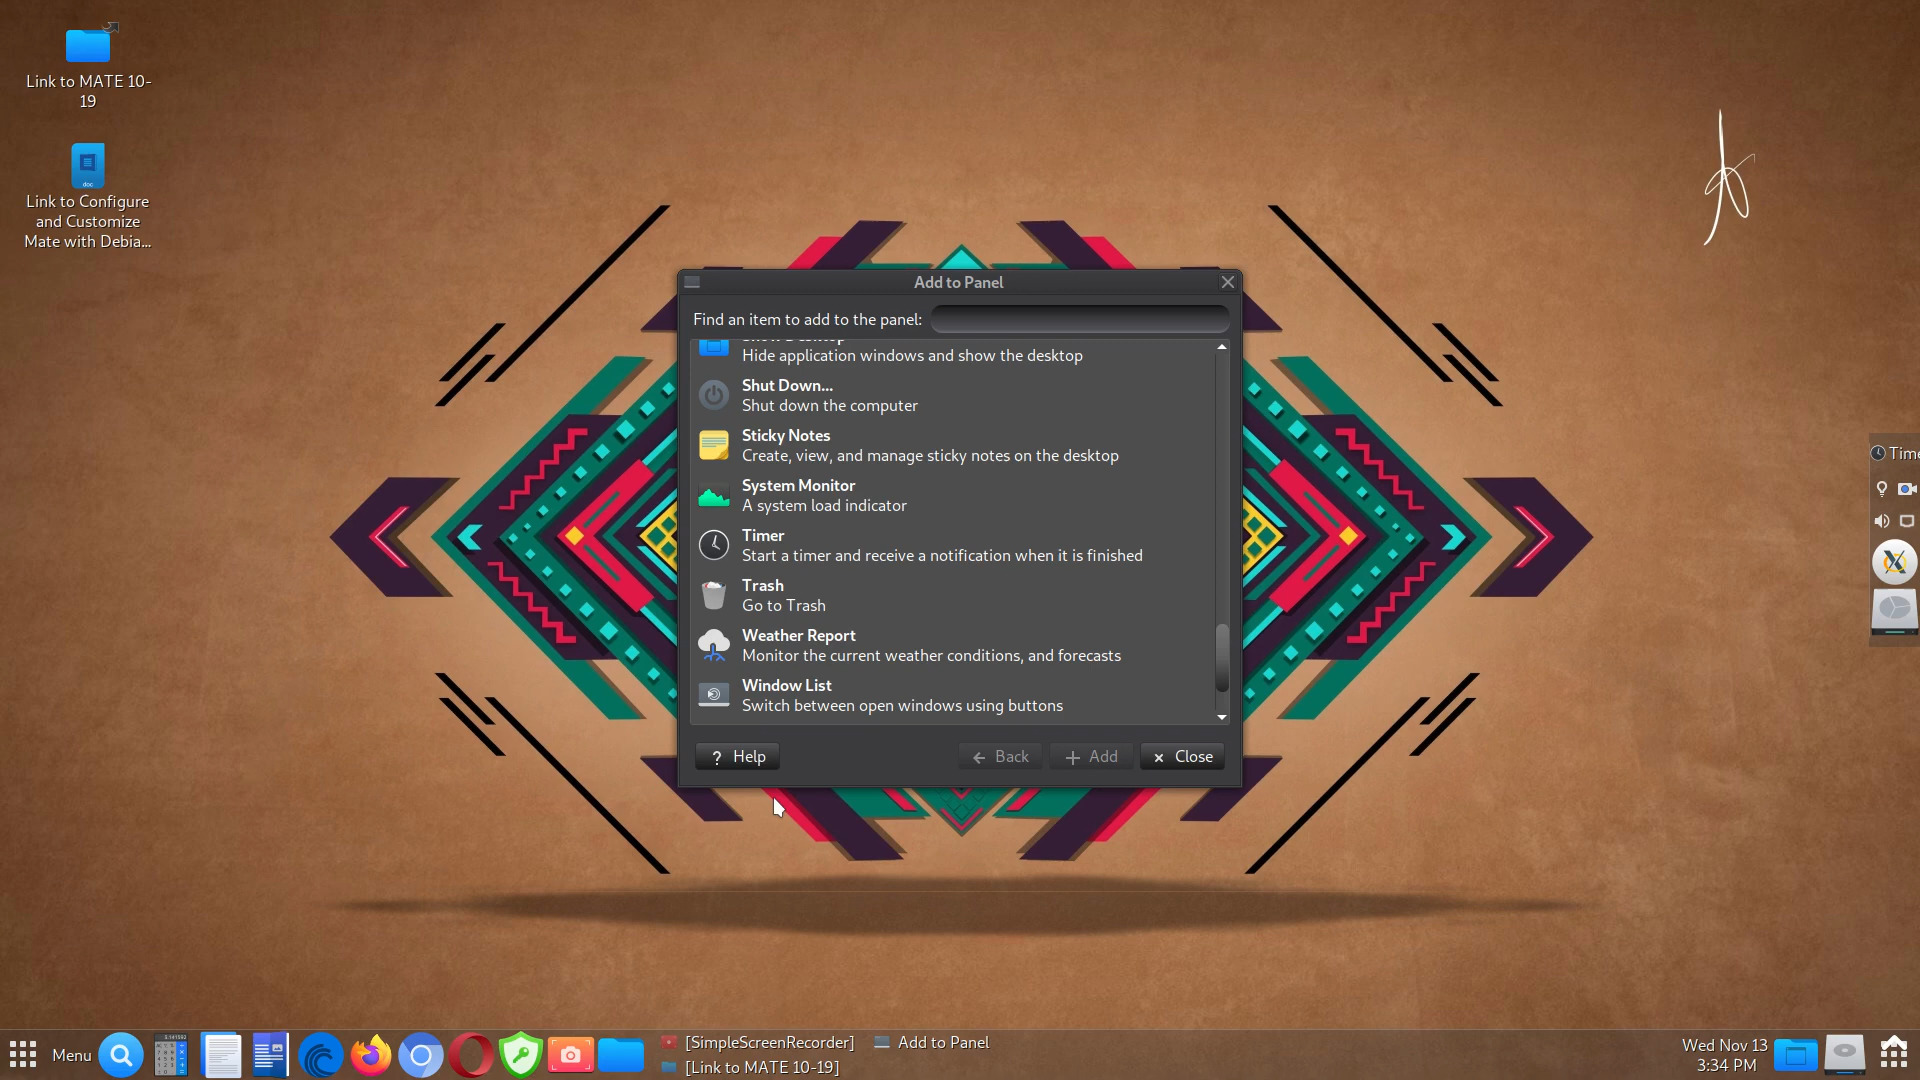 Link to MATE 10-
19
Link to Configure
and Customize
Mate with Debia...
Add to Panel
Find an item to add to the panel:
Show Desktop
Hide application windows and show the desktop
Shut Down...
Shut down the computer
Sticky Notes
Create, view, and manage sticky notes on the desktop
System Monitor
A system load indicator
Timer
Start a timer and receive a notification when it is finished
Trash
Go to Trash
Weather Report
Monitor the current weather conditions, and forecasts
Window List
Switch between open windows using buttons
? Help
Back
Add
Close
Time
doc
Menu
[SimpleScreenRecorder]
Add to Panel
[Link to MATE 10-19]
Wed Nov 13
3:34 PM